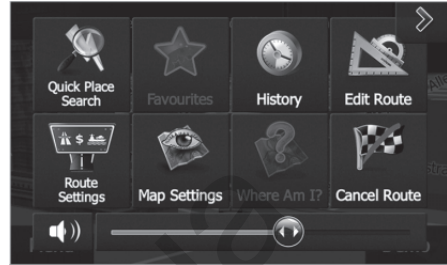 Quick Place
Search
Favourites
History
Edit Route
Route
Settings
Map Settings
Where Am I?
Cancel Route